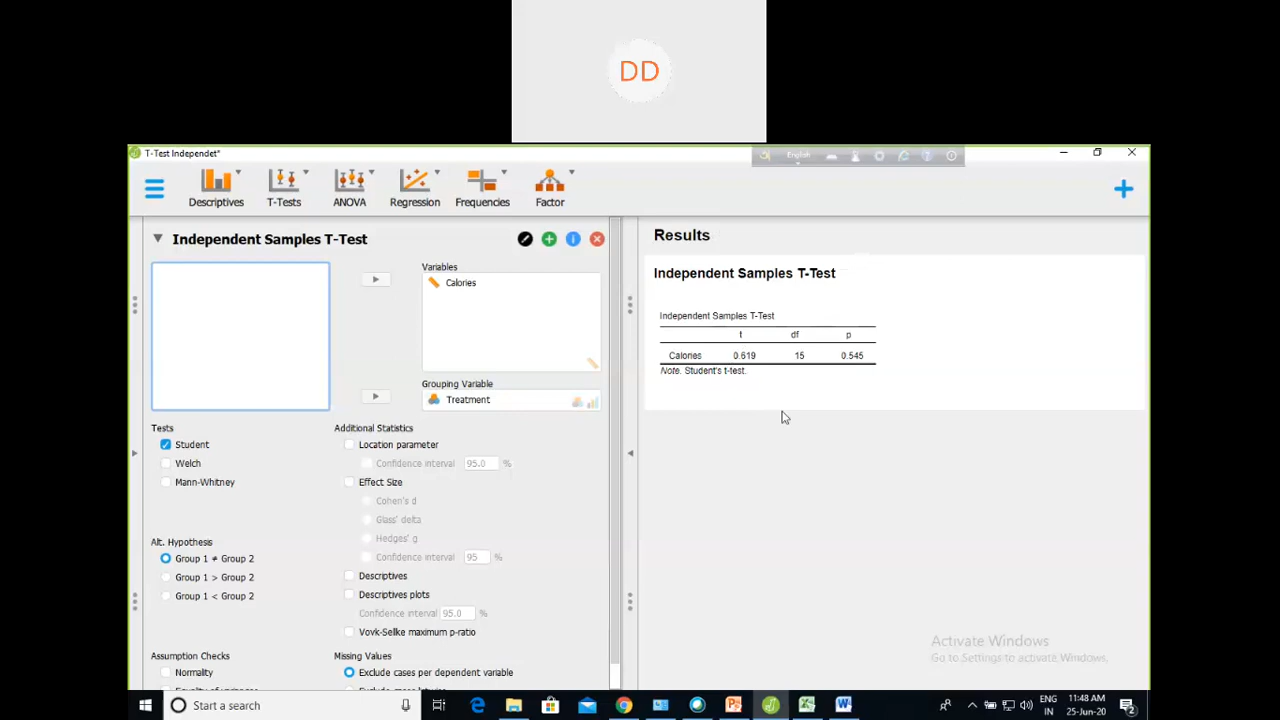 DD
T-Test Independet*
English
Descriptives
T-Tests
ANOVA
Regression
Frequencies
Factor
Independent Samples T-Test
Variables
Calories
Grouping Variable
Treatment
Tests
Student
Welch
Mann-Whitney
Alt. Hypothesis
Group 1 ≠ Group 2
Group 1 > Group 2
Group 1 < Group 2
Assumption Checks
Normality
Additional Statistics
Location parameter
Confidence interval 95.0 %
Effect Size
Cohen's d
Glass' delta
Hedges' g
Confidence interval 95 %
Descriptives
Descriptives plots
Confidence interval 95.0 %
Vovk-Sellke maximum p-ratio
Missing Values
Exclude cases per dependent variable
Results
Independent Samples T-Test
Independent Samples T-Test
t df p
Calories 0.619 15 0.545
Note. Student's t-test.
Activate Windows
Go to Settings to activate Windows.
Start a search
ENG
IN
11:48 AM
25-Jun-20
2